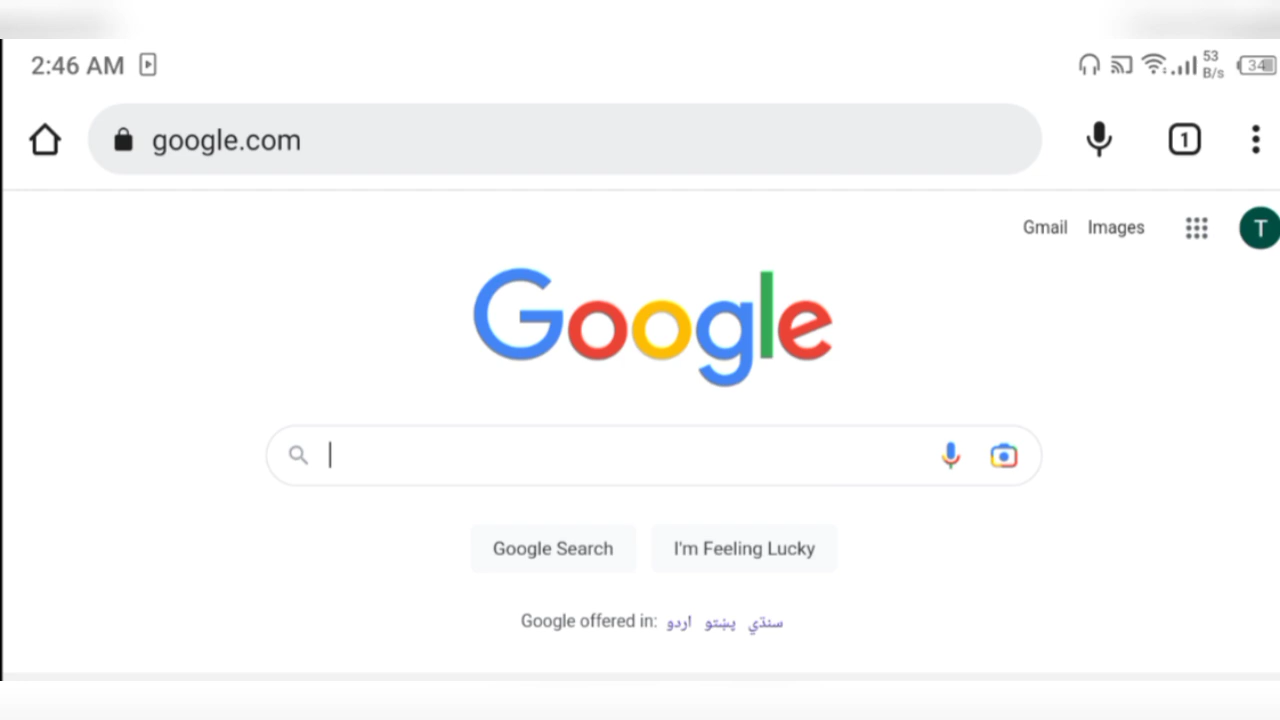 2:46 AM 53 B/s 34
google.com 1
Gmail Images T
Google
Google Search I'm Feeling Lucky
Google offered in: اردو پښتو سنڌي